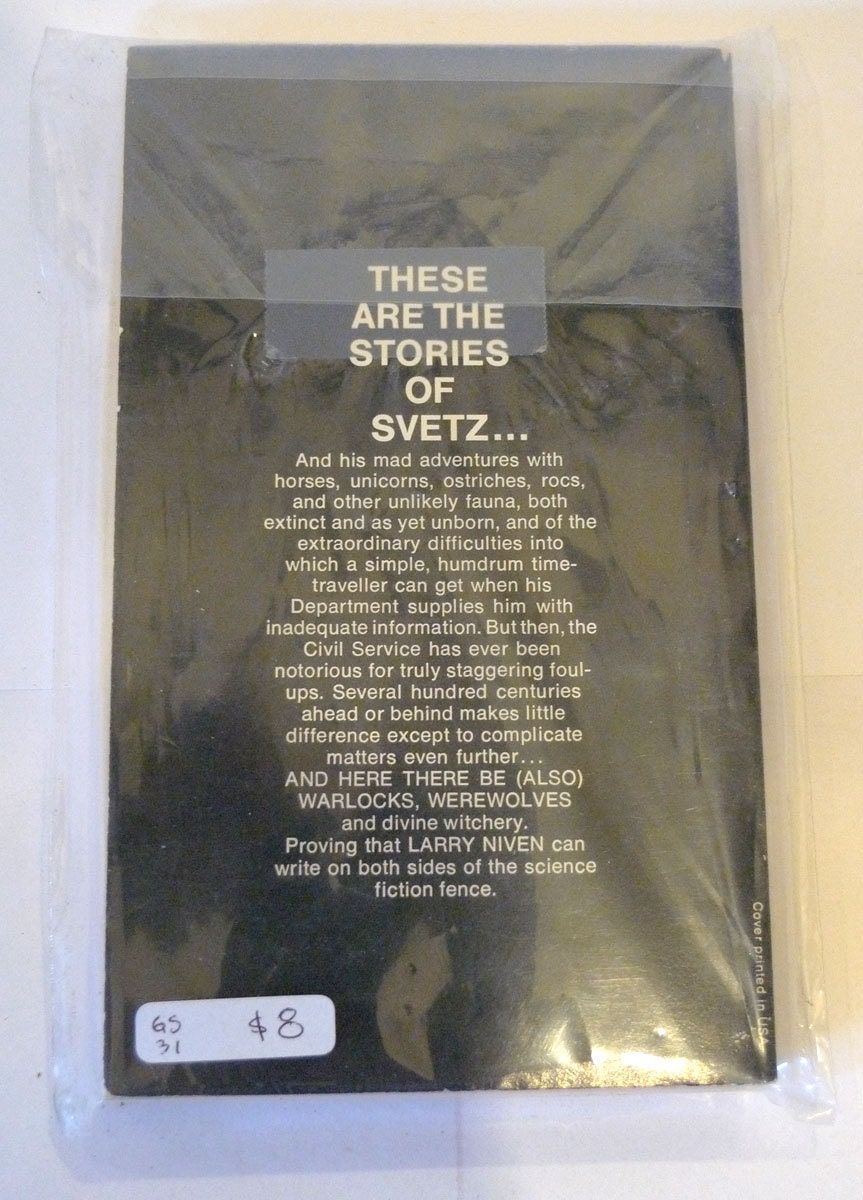 THESE
ARE THE
STORIES
OF
SVETZ...
And his mad adventures with
horses, unicorns, ostriches, rocs,
and other unlikely fauna, both
extinct and as yet unborn, and of the
extraordinary difficulties into
which a simple, humdrum time-
traveller can get when his
Department supplies him with
inadequate information. But then, the
Civil Service has ever been
notorious for truly staggering foul-
ups. Several hundred centuries
ahead or behind makes little
difference except to complicate
matters even further...
AND HERE THERE BE (ALSO)
WARLOCKS, WEREWOLVES
and divine witchery.
Proving that LARRY NIVEN can
write on both sides of the science
fiction fence.
Cover printed in USA
GS
31
$8